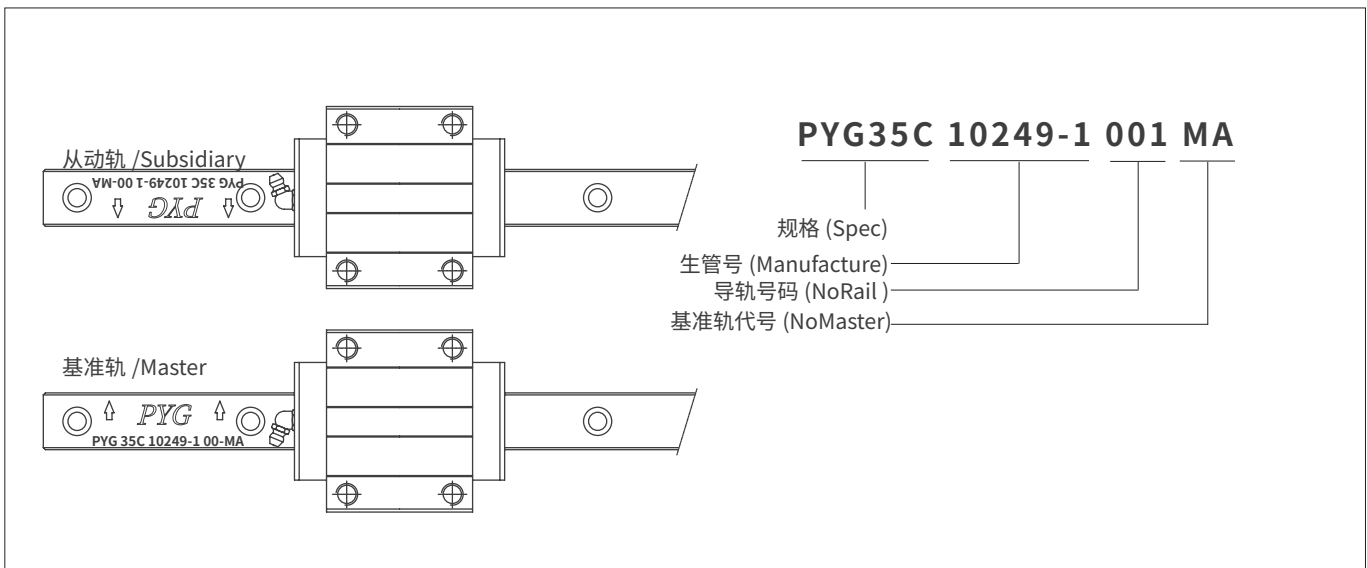 从动轨 /Subsidiary
PYG 35C 10249-1 00-MA
PYG
基准轨 /Master
PYG
PYG 35C 10249-1 00-MA
PYG35C 10249-1 001 MA
规格 (Spec)
生管号 (Manufacture)
导轨号码 (NoRail )
基准轨代号 (NoMaster)